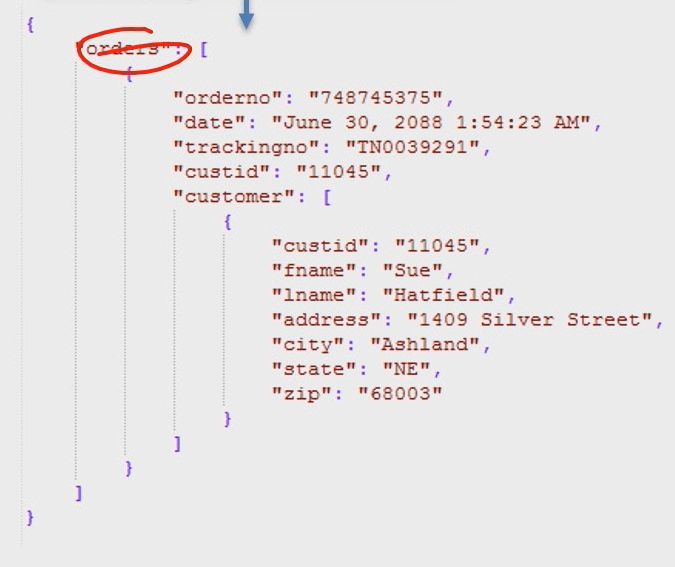 {
"orders": [
{
"orderno": "748745375",
"date": "June 30, 2088 1:54:23 AM",
"trackingno": "TN0039291",
"custid": "11045",
"customer": [
{
"custid": "11045",
"fname": "Sue",
"lname": "Hatfield",
"address": "1409 Silver Street",
"city": "Ashland",
"state": "NE",
"zip": "68003"
}
]
}
]
}